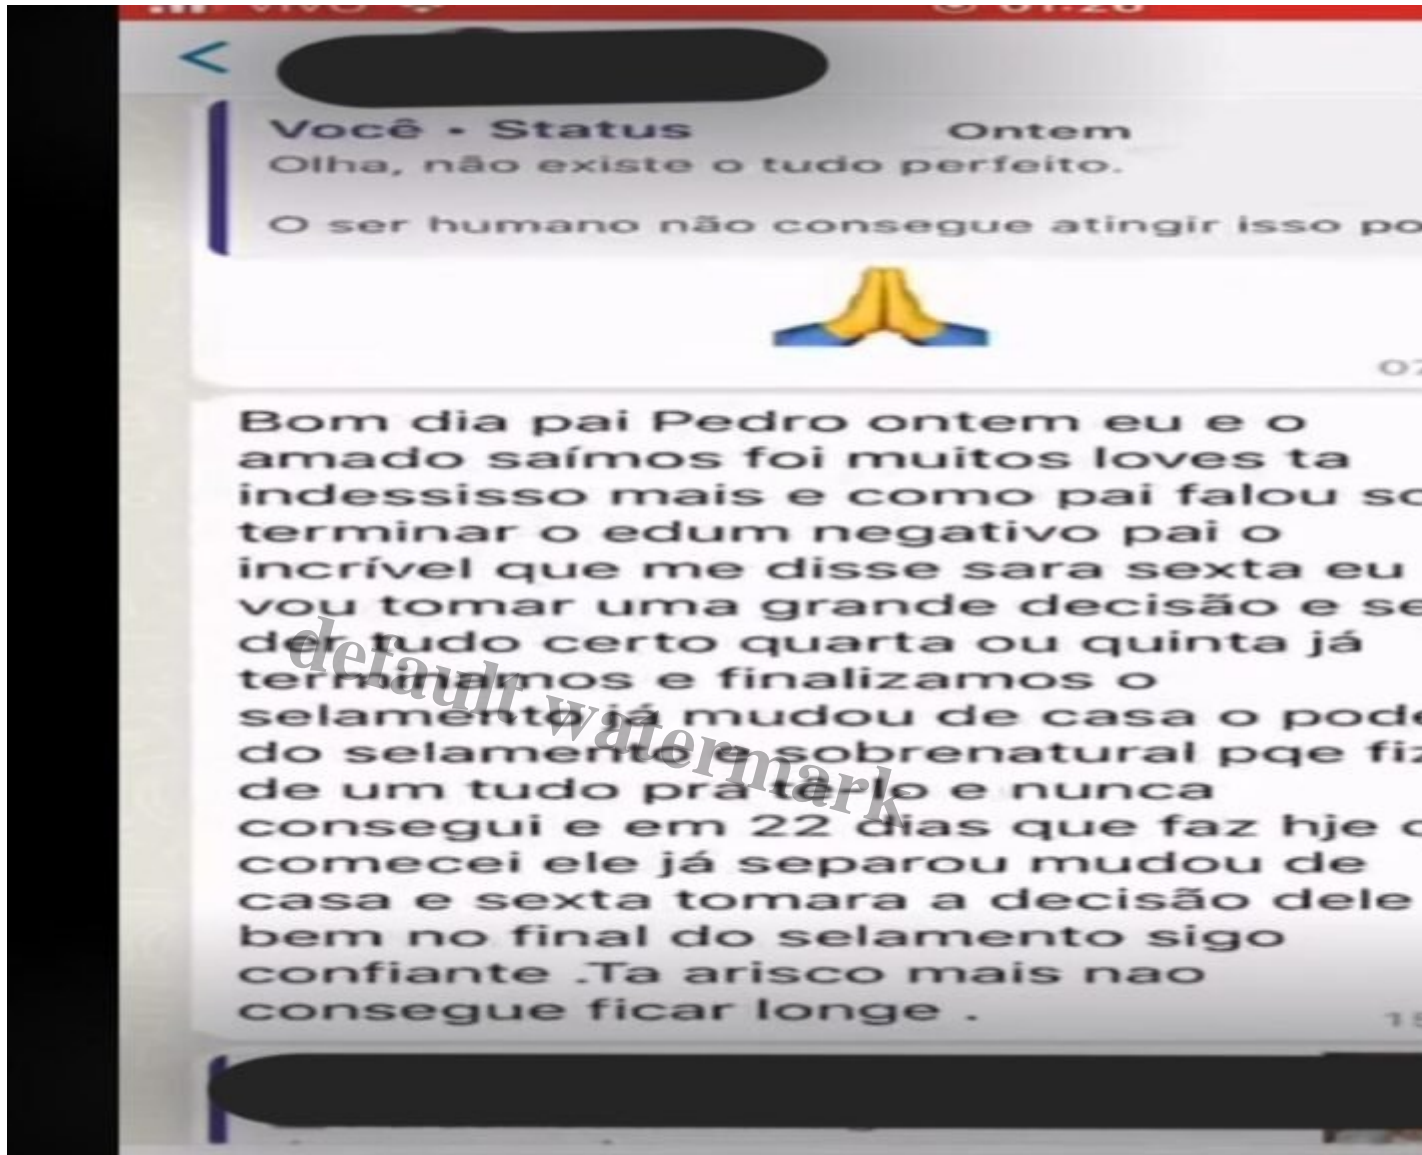 vivo
Você • Status Ontem
Olha, não existe o tudo perfeito.
O ser humano não consegue atingir isso
Bom dia pai Pedro ontem eu e o
amado saímos foi muitos loves ta
indessisso mais e como pai falou
terminar o edum negativo pai o
incrível que me disse sara sexta eu
vou tomar uma grande decisão e
der tudo certo quarta ou quinta já
terminamos e finalizamos o
selamento já mudou de casa o
do selamento e sobrenatural pqe
de um tudo pra te-lo e nunca
consegui e em 22 dias que faz hje
comecei ele já separou mudou de
casa e sexta tomara a decisão dele
bem no final do selamento sigo
confiante .Ta arisco mais nao
consegue ficar longe .
default watermark